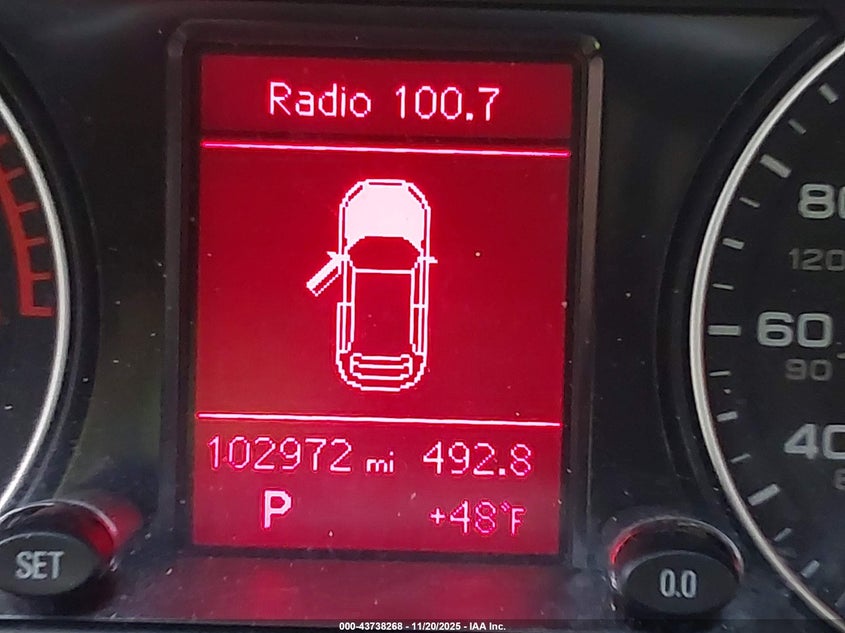 Radio 100.7
102972 mi 492.8
P +48°F
SET
0.0
80
120
60
90
40
000-43738268 - 11/20/2025 - IAA Inc.